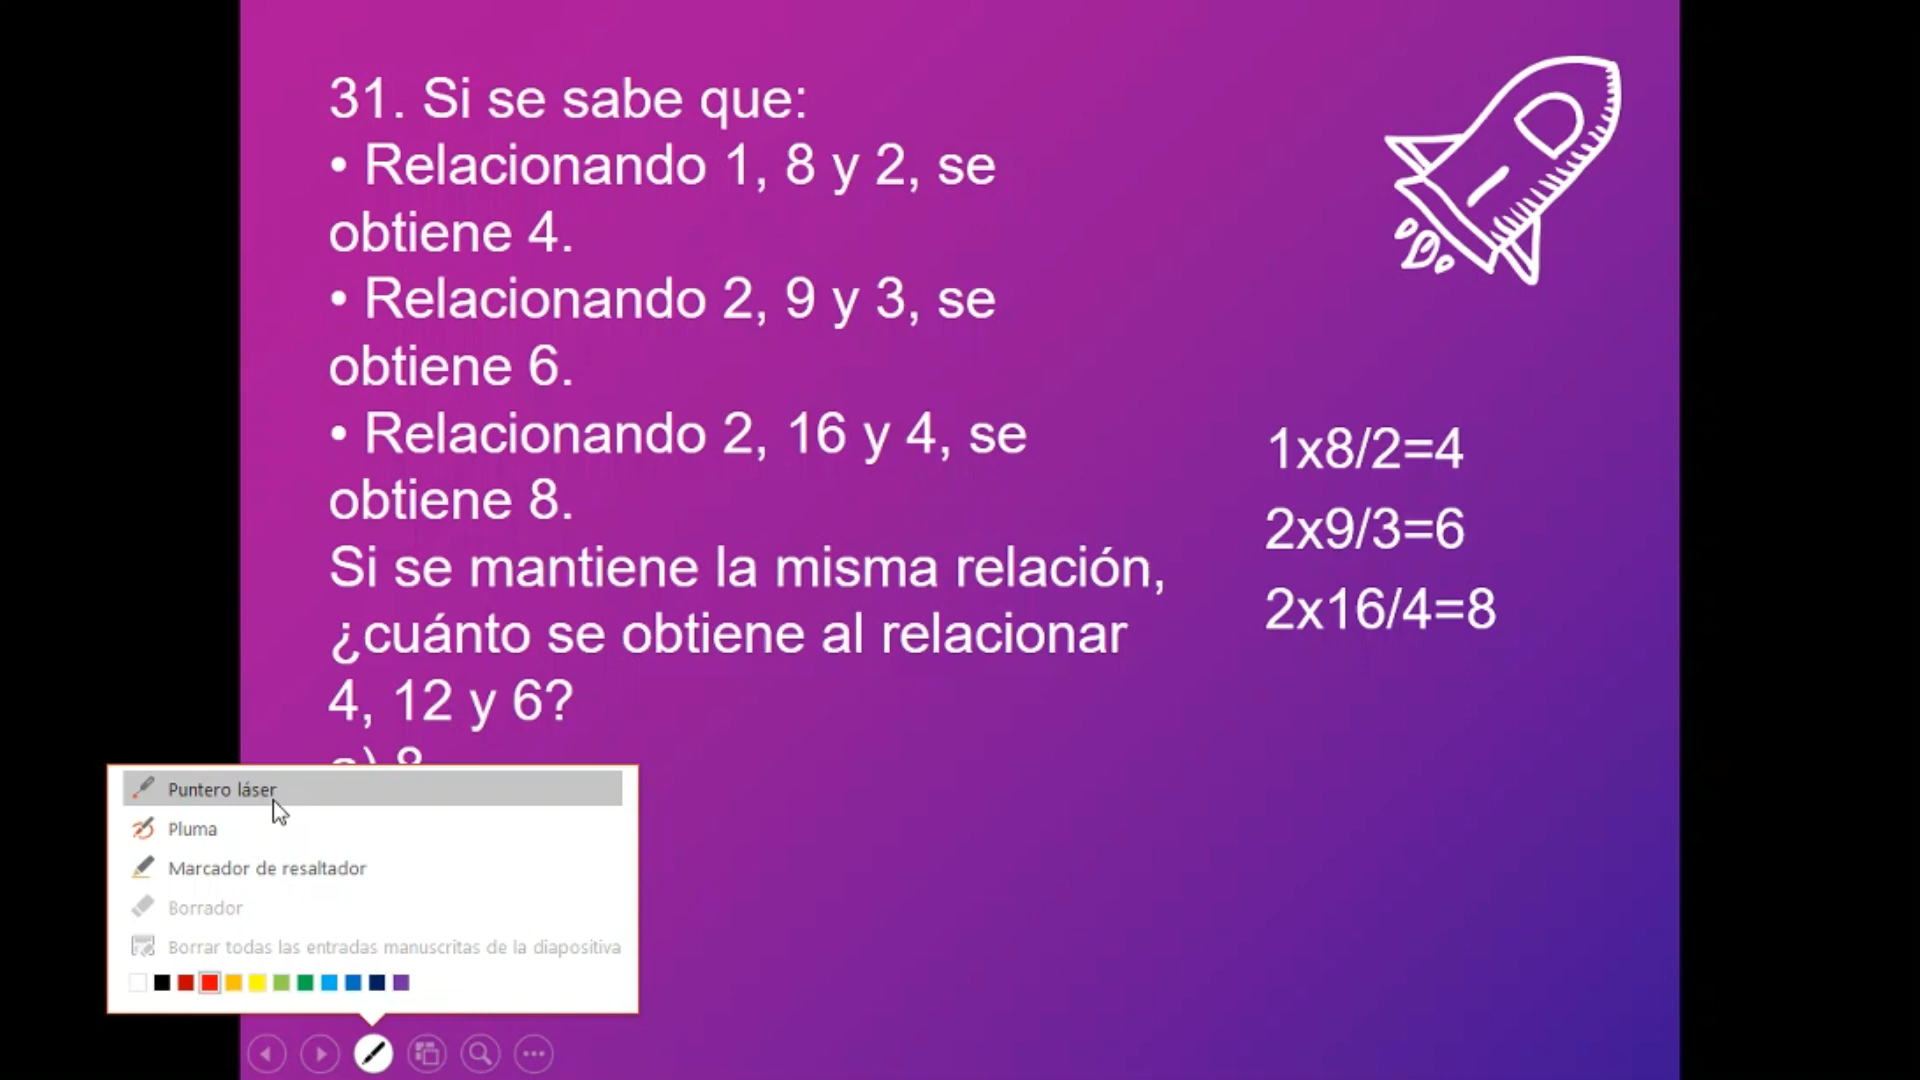 31. Si se sabe que:
• Relacionando 1, 8 y 2, se
obtiene 4.
• Relacionando 2, 9 y 3, se
obtiene 6.
• Relacionando 2, 16 y 4, se
obtiene 8.
Si se mantiene la misma relación,
¿cuánto se obtiene al relacionar
4, 12 y 6?
1x8/2=4
2x9/3=6
2x16/4=8
Puntero láser
Pluma
Marcador de resaltador
Borrador
Borrar todas las entradas manuscritas de la diapositiva